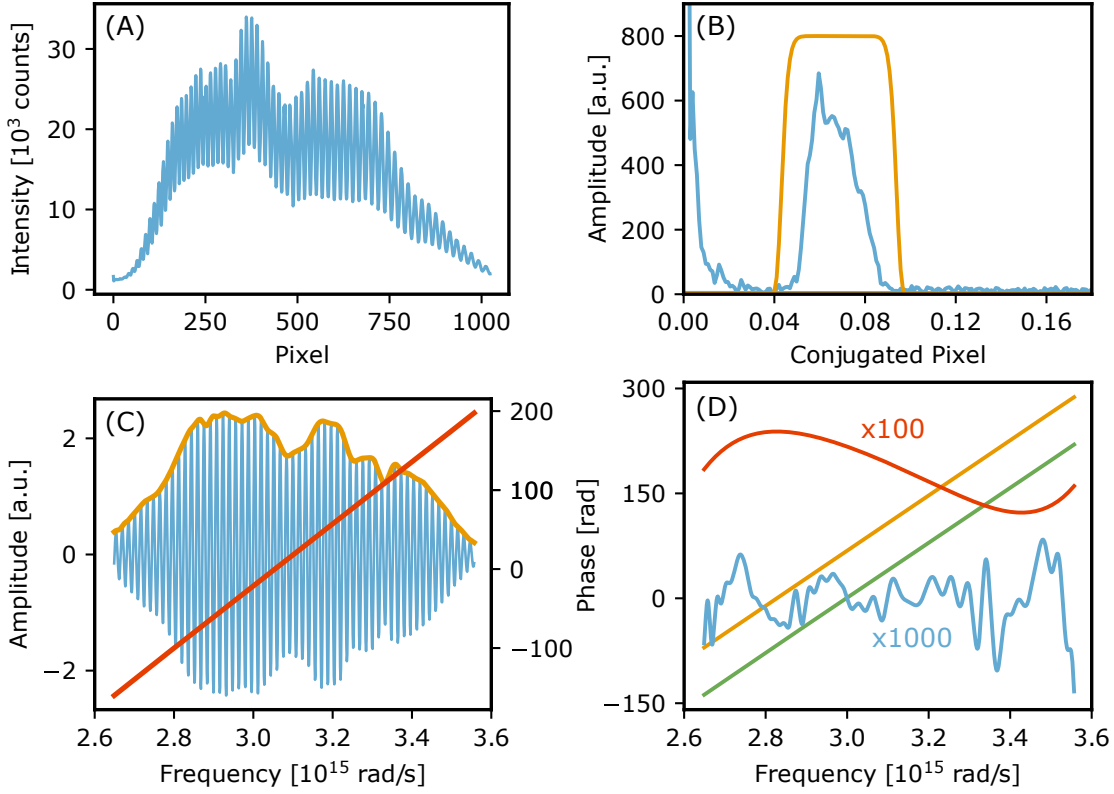 (A)
Intensity [10³ counts]
30
20
10
0
0 250 500 750 1000
Pixel
(B)
Amplitude [a.u.]
800
600
400
200
0
0.00 0.04 0.08 0.12 0.16
Conjugated Pixel
(C)
Amplitude [a.u.]
2
0
−2
200
100
0
−100
Phase [rad]
2.6 2.8 3.0 3.2 3.4 3.6
Frequency [10¹⁵ rad/s]
(D)
300
150
0
−150
x100
x1000
2.6 2.8 3.0 3.2 3.4 3.6
Frequency [10¹⁵ rad/s]